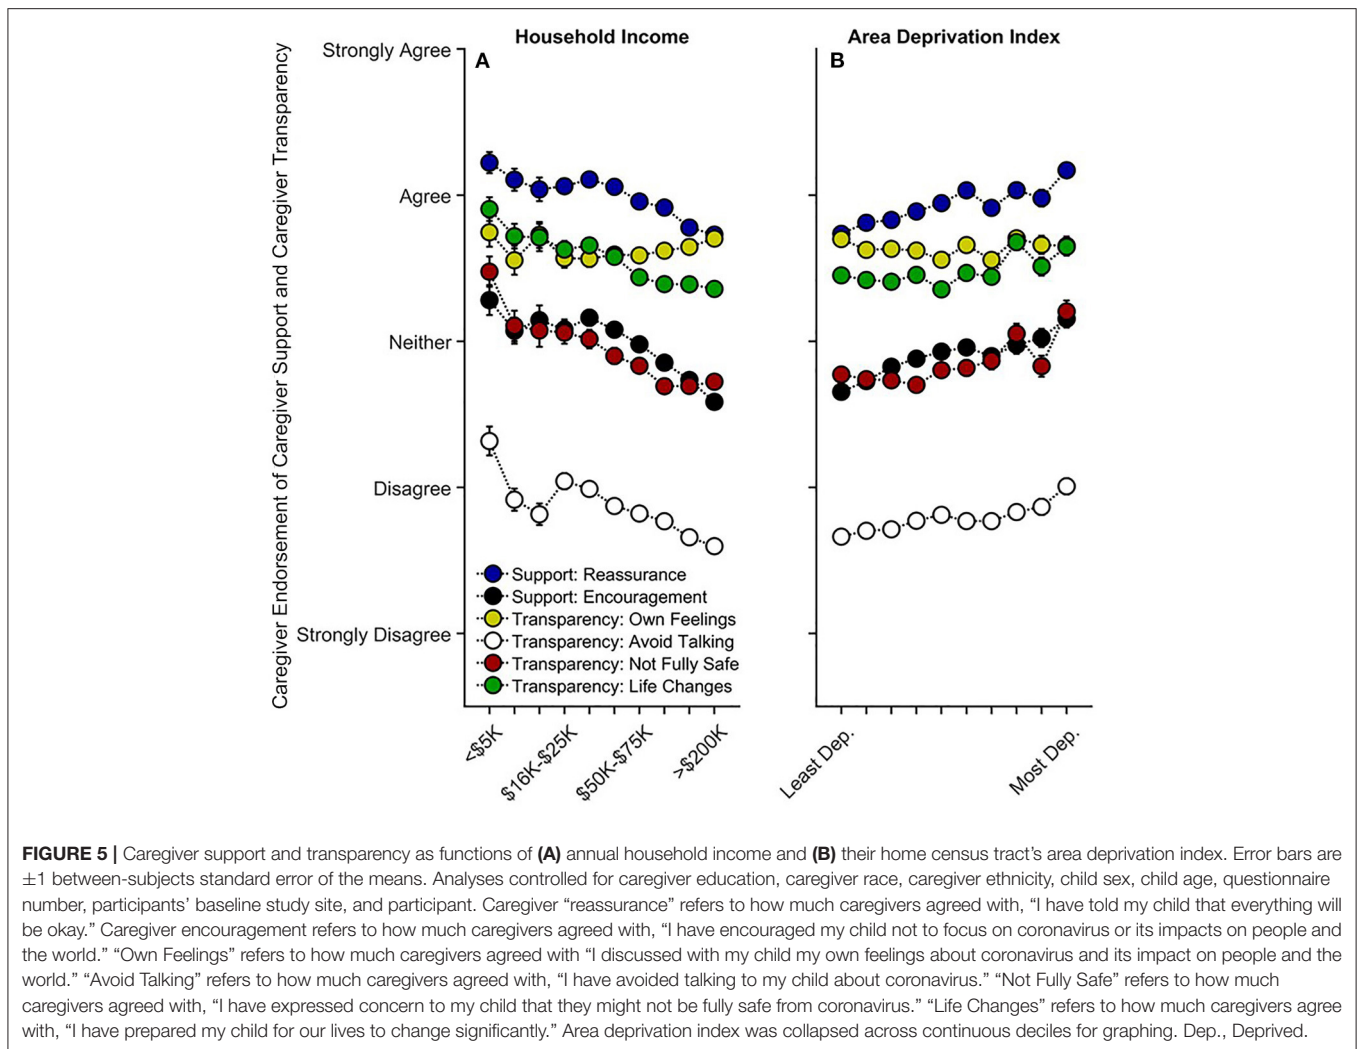 Household Income
Area Deprivation Index
A
B
Caregiver Endorsement of Caregiver Support and Caregiver Transparency
Strongly Agree
Agree
Neither
Disagree
Strongly Disagree
Support: Reassurance
Support: Encouragement
Transparency: Own Feelings
Transparency: Avoid Talking
Transparency: Not Fully Safe
Transparency: Life Changes
<$5K
$16K-$25K
$50K-$75K
>$200K
Least Dep.
Most Dep.
FIGURE 5 | Caregiver support and transparency as functions of (A) annual household income and (B) their home census tract's area deprivation index. Error bars are
±1 between-subjects standard error of the means. Analyses controlled for caregiver education, caregiver race, caregiver ethnicity, child sex, child age, questionnaire
number, participants' baseline study site, and participant. Caregiver “reassurance” refers to how much caregivers agreed with, “I have told my child that everything will
be okay.” Caregiver encouragement refers to how much caregivers agreed with, “I have encouraged my child not to focus on coronavirus or its impacts on people and
the world.” “Own Feelings” refers to how much caregivers agreed with “I discussed with my child my own feelings about coronavirus and its impact on people and the
world.” “Avoid Talking” refers to how much caregivers agreed with, “I have avoided talking to my child about coronavirus.” “Not Fully Safe” refers to how much
caregivers agreed with, “I have expressed concern to my child that they might not be fully safe from coronavirus.” “Life Changes” refers to how much caregivers agree
with, “I have prepared my child for our lives to change significantly.” Area deprivation index was collapsed across continuous deciles for graphing. Dep., Deprived.